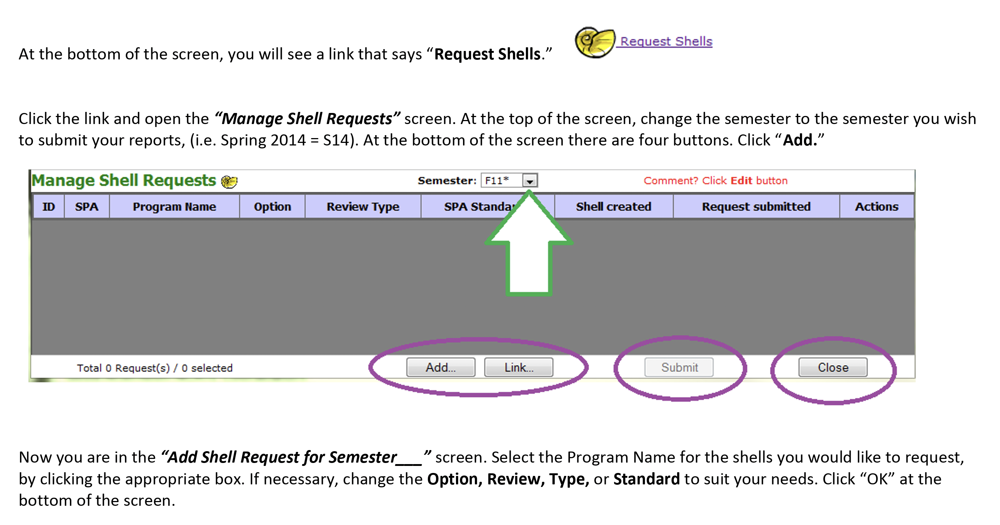 At the bottom of the screen, you will see a link that says “Request Shells.” Request Shells
Click the link and open the “Manage Shell Requests” screen. At the top of the screen, change the semester to the semester you wish
to submit your reports, (i.e. Spring 2014 = S14). At the bottom of the screen there are four buttons. Click “Add.”
Manage Shell Requests Semester: F11* Comment? Click Edit button
ID SPA Program Name Option Review Type SPA Shell created Request submitted Actions
Total 0 Request(s) / 0 selected Add... Link... Submit Close
Now you are in the “Add Shell Request for Semester___” screen. Select the Program Name for the shells you would like to request,
by clicking the appropriate box. If necessary, change the Option, Review, Type, or Standard to suit your needs. Click “OK” at the
bottom of the screen.